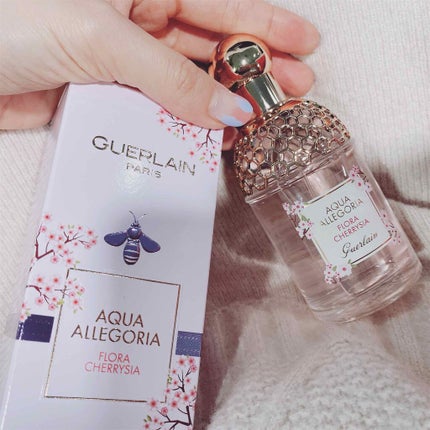 GUERLAIN
PARIS
AQUA
ALLEGORIA
FLORA
CHERRYSIA
AQUA
ALLEGORIA
FLORA
CHERRYSIA
Guerlain